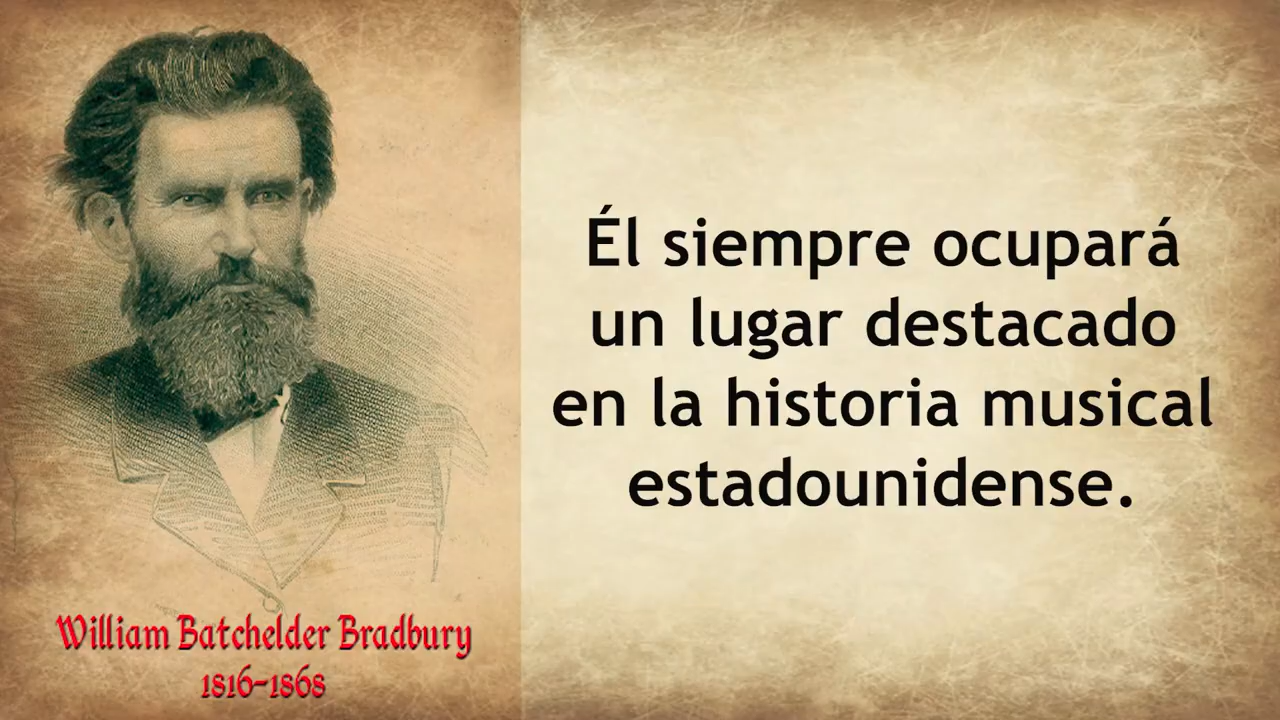 Él siempre ocupará
un lugar destacado
en la historia musical
estadounidense.
William Batchelder Bradbury
1816-1868